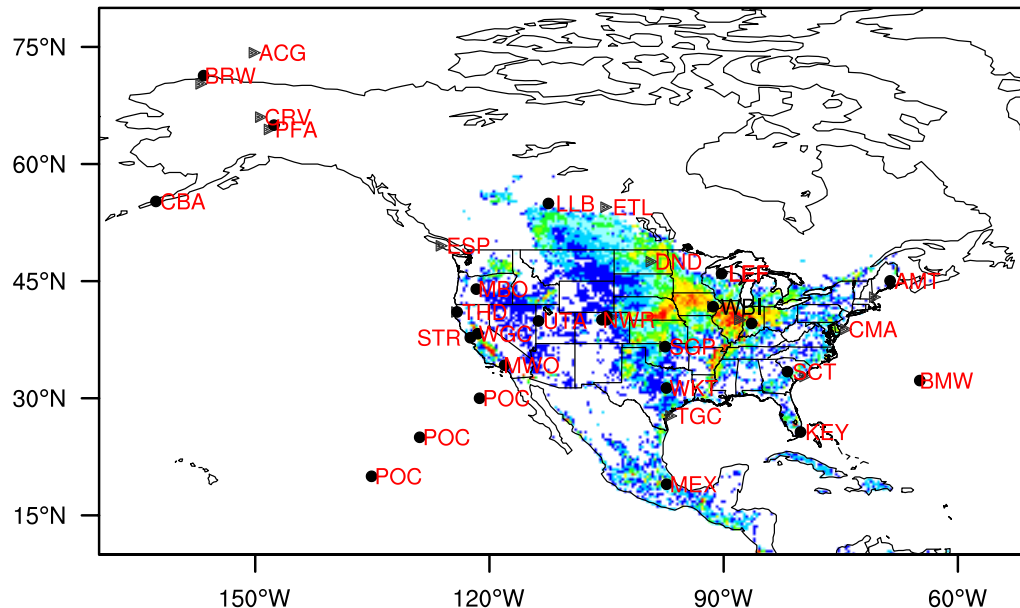 75°N
ACG
BRW
CRV
PFA
60°N
CBA
LLB
ETL
ESP
DND
45°N
LEF
AMT
MBO
WBI
THD
UTA
NWR
CMA
STR
WGC
SGP
MWO
SCT
30°N
POC
WKT
BMW
TGC
POC
KEY
POC
MEX
15°N
150°W
120°W
90°W
60°W